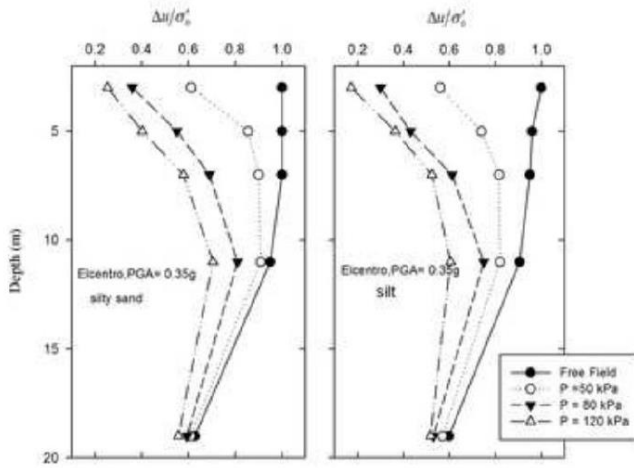 Δu/σ'₀ Δu/σ'₀
0.2 0.4 0.6 0.8 1.0 0.2 0.4 0.6 0.8 1.0
5
10
15
20
Depth (m)
Elcentro,PGA= 0.35g
silty sand
Elcentro,PGA= 0.35g
silt
Free Field
P =50 kPa
P = 80 kPa
P = 120 kPa